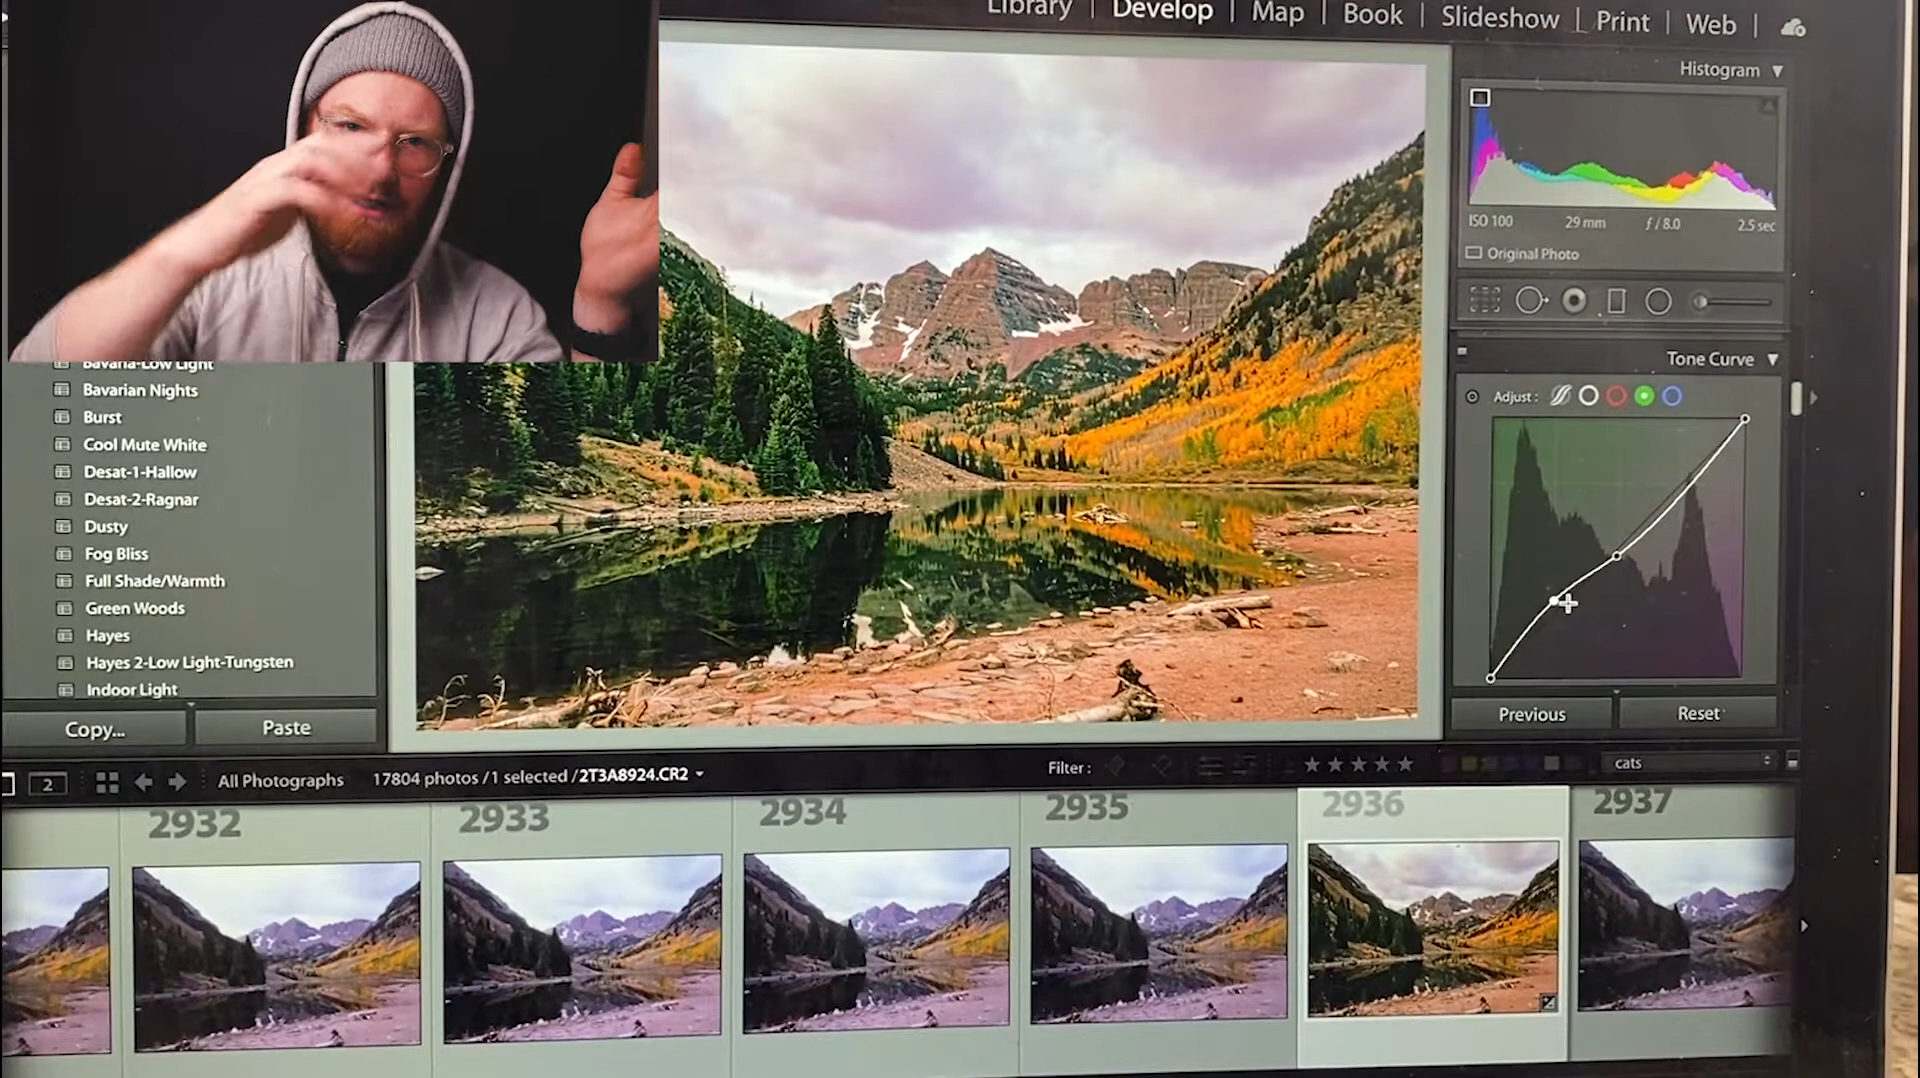 Library | Develop | Map | Book | Slideshow | Print | Web |
Histogram
ISO 100 29 mm ƒ / 8.0 2.5 sec
Original Photo
Tone Curve
Adjust :
Bavaria-Low Light
Bavarian Nights
Burst
Cool Mute White
Desat-1-Hallow
Desat-2-Ragnar
Dusty
Fog Bliss
Full Shade/Warmth
Green Woods
Hayes
Hayes 2-Low Light-Tungsten
Indoor Light
Copy... Paste
Previous Reset
2 All Photographs 17804 photos / 1 selected / 2T3A8924.CR2 Filter : cats
2932 2933 2934 2935 2936 2937